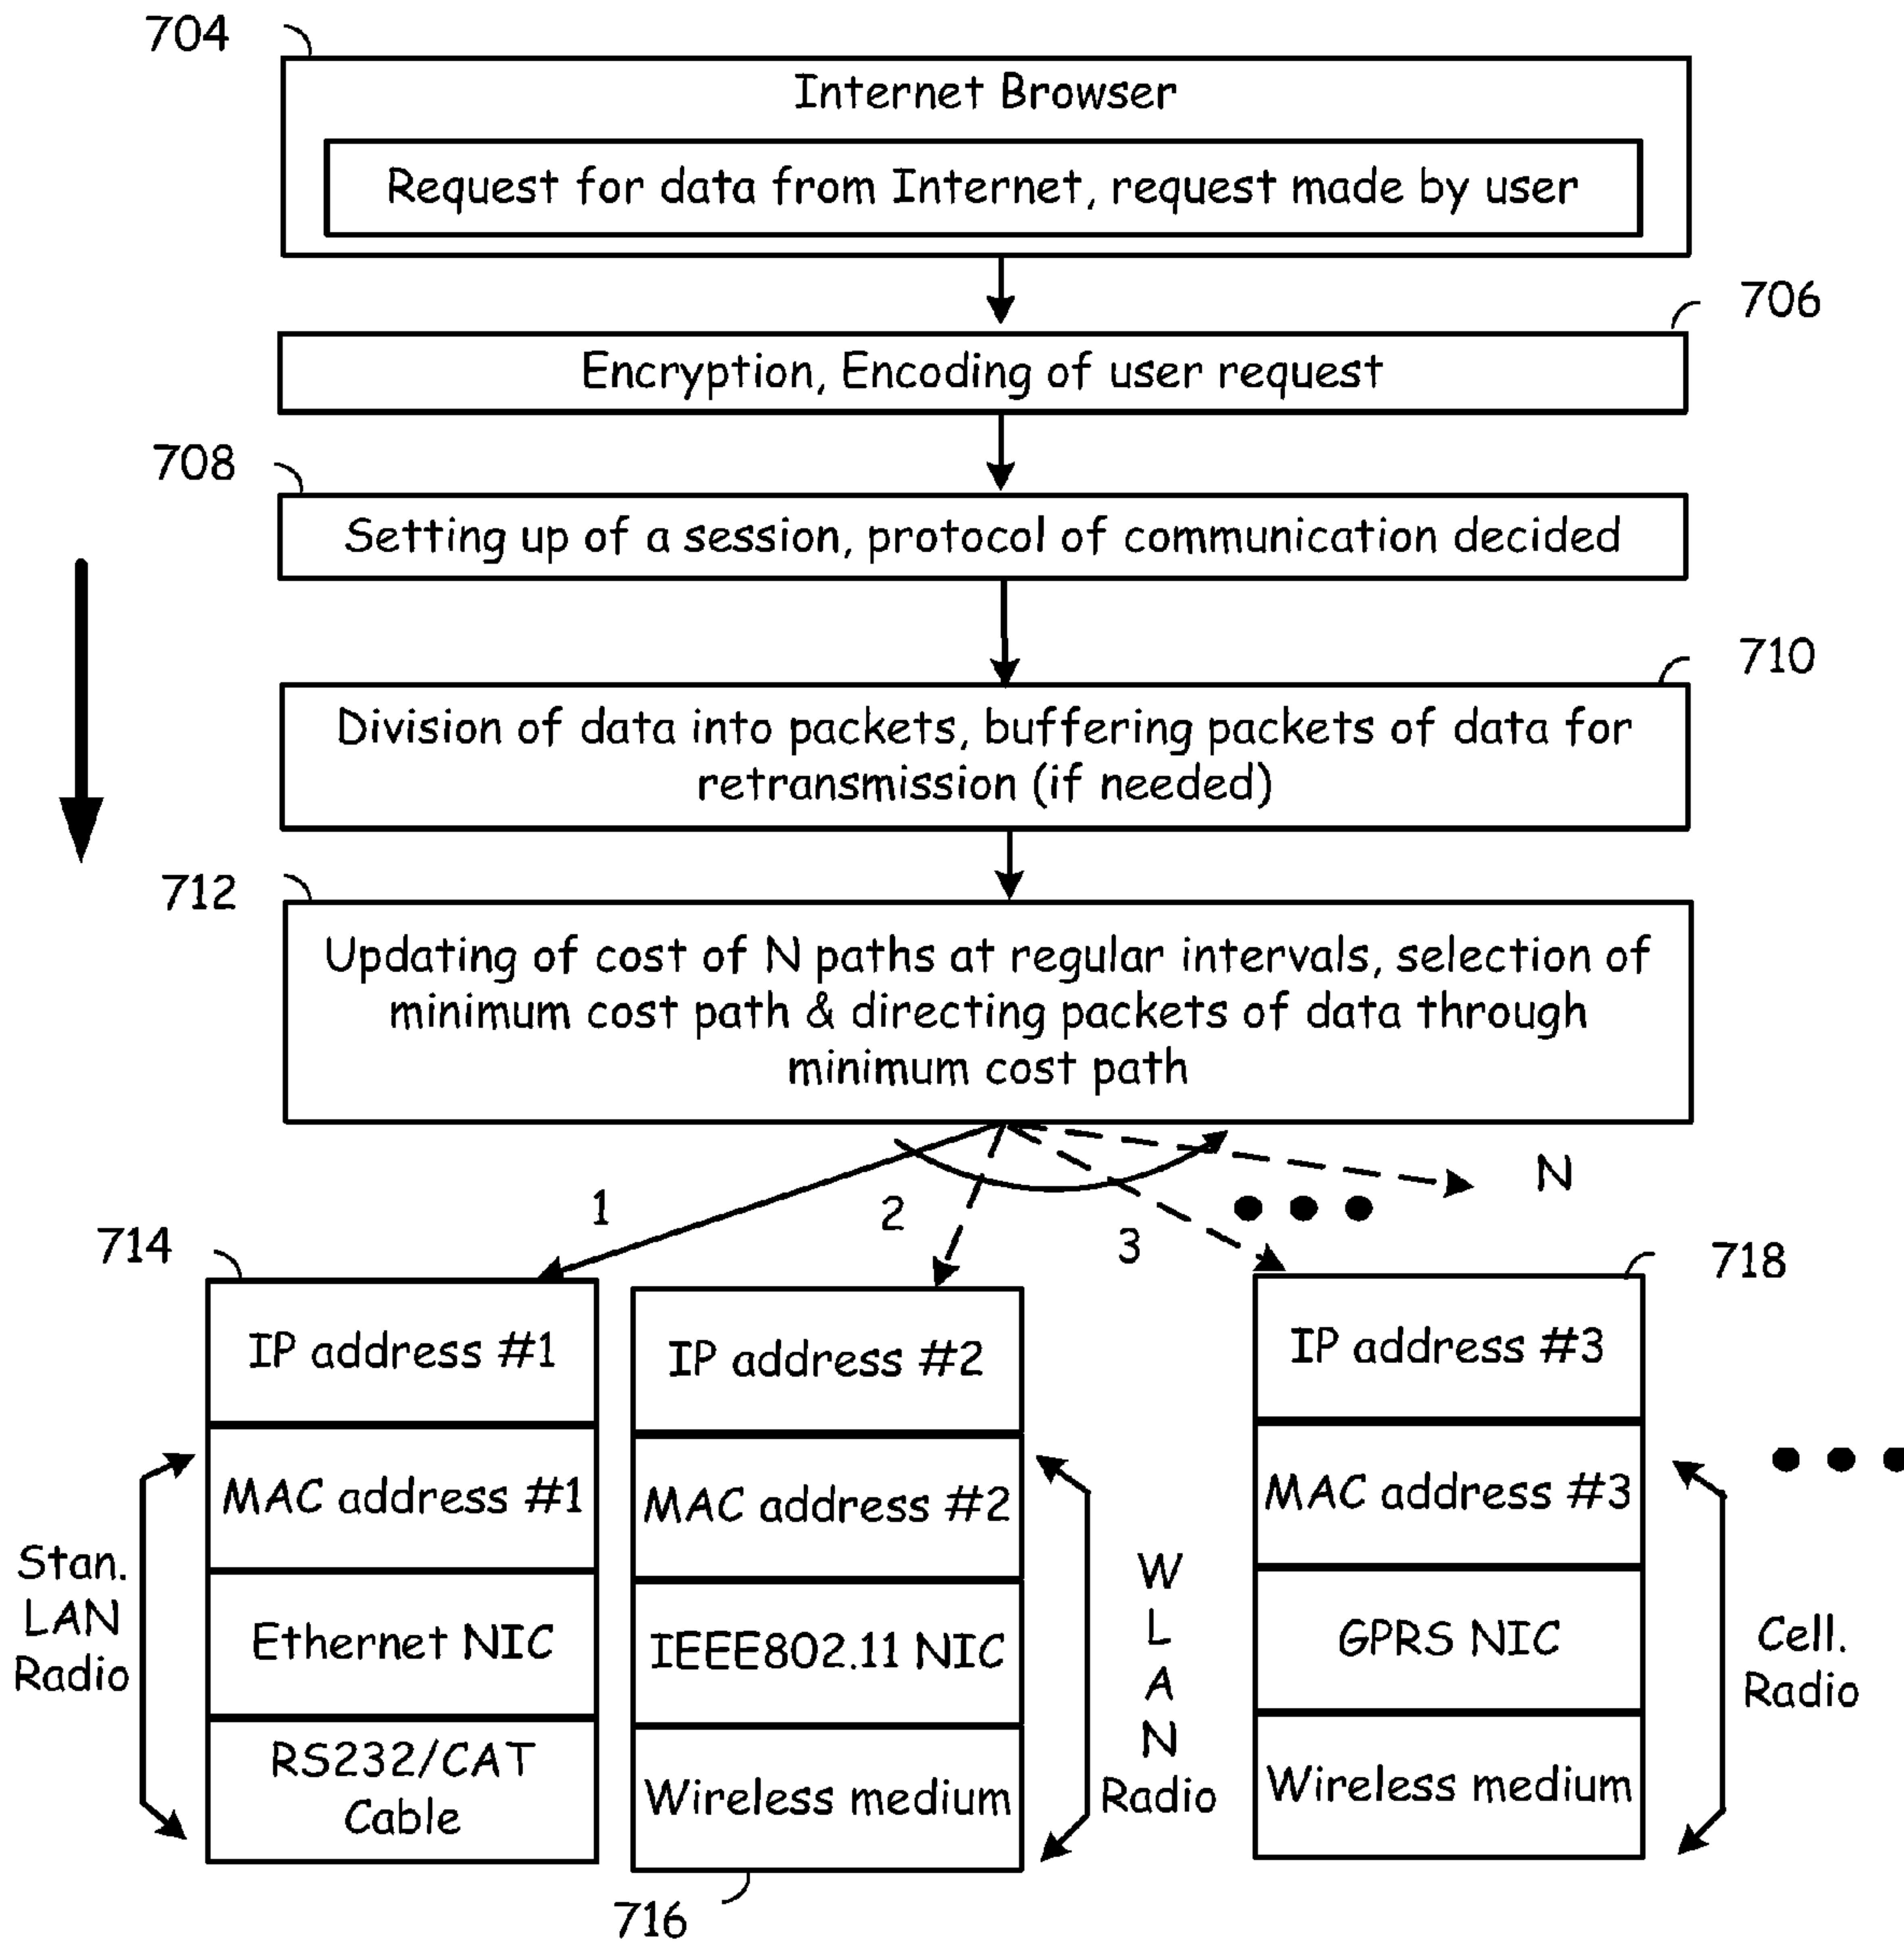 704
Internet Browser
Request for data from Internet, request made by user
706
Encryption, Encoding of user request
708
Setting up of a session, protocol of communication decided
710
Division of data into packets, buffering packets of data for
retransmission (if needed)
712
Updating of cost of N paths at regular intervals, selection of
minimum cost path & directing packets of data through
minimum cost path
1
2
3
N
714
IP address #1
MAC address #1
Ethernet NIC
RS232/CAT
Cable
Stan.
LAN
Radio
IP address #2
MAC address #2
IEEE802.11 NIC
Wireless medium
716
W
L
A
N
Radio
718
IP address #3
MAC address #3
GPRS NIC
Wireless medium
Cell.
Radio